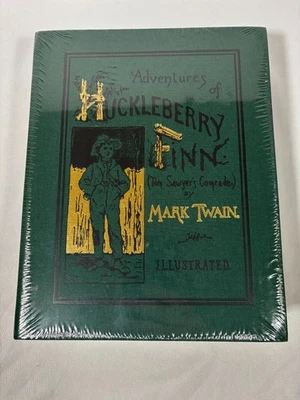 Adventures
of
HUCKLEBERRY
FINN
(Tom Sawyer's Comrade)
by
MARK TWAIN.
ILLUSTRATED.